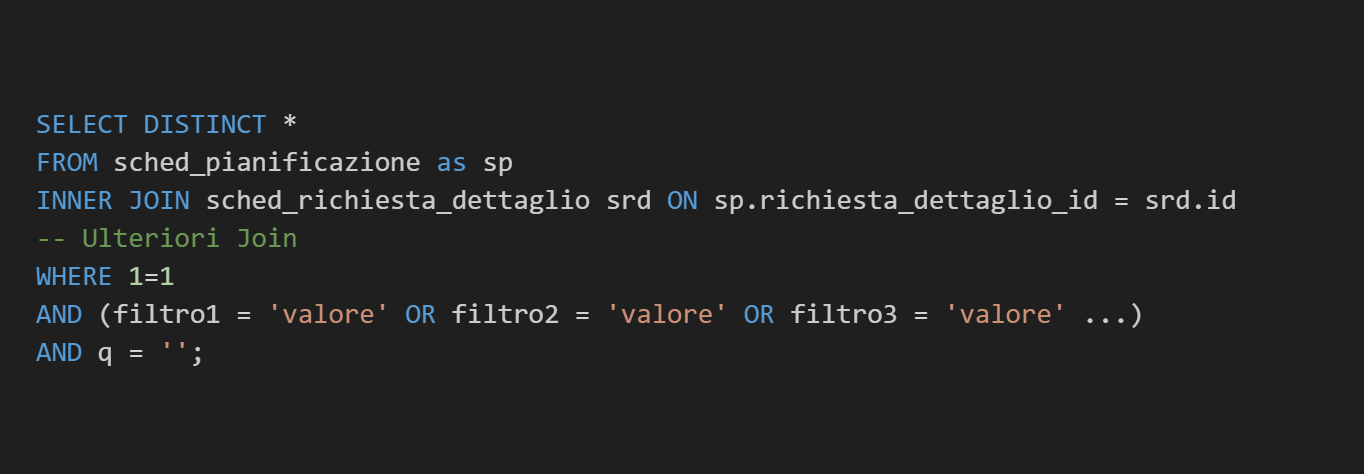 SELECT DISTINCT *
FROM sched_pianificazione as sp
INNER JOIN sched_richiesta_dettaglio srd ON sp.richiesta_dettaglio_id = srd.id
-- Ulteriori Join
WHERE 1=1
AND (filtro1 = 'valore' OR filtro2 = 'valore' OR filtro3 = 'valore' ...)
AND q = '';